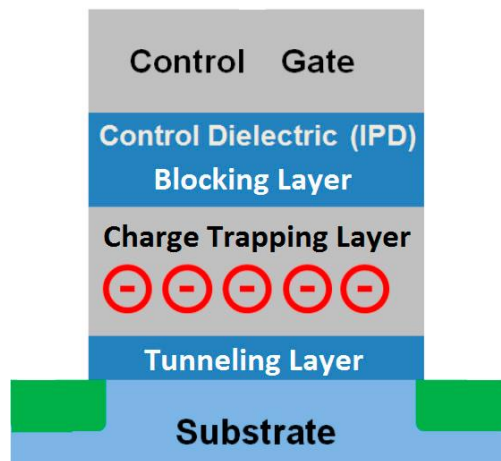 Control Gate
Control Dielectric (IPD)
Blocking Layer
Charge Trapping Layer
- - - - -
Tunneling Layer
Substrate